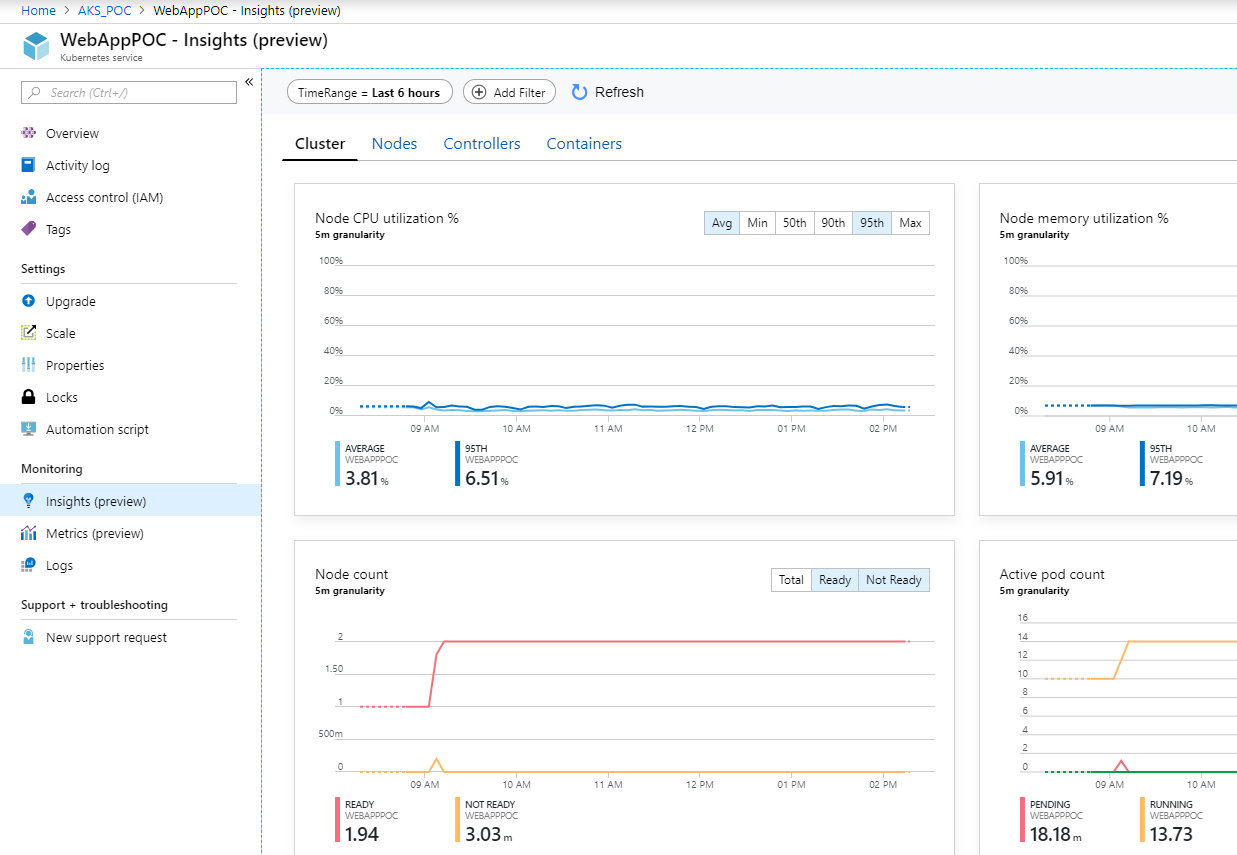 Home > AKS_POC > WebAppPOC - Insights (preview)
WebAppPOC - Insights (preview)
Kubernetes service
Search (Ctrl+/)
«
Overview
Activity log
Access control (IAM)
Tags
Settings
Upgrade
Scale
Properties
Locks
Automation script
Monitoring
Insights (preview)
Metrics (preview)
Logs
Support + troubleshooting
New support request
TimeRange = Last 6 hours
Add Filter
Refresh
Cluster Nodes Controllers Containers
Node CPU utilization %
5m granularity
Avg Min 50th 90th 95th Max
100%
80%
60%
40%
20%
0%
09 AM 10 AM 11 AM 12 PM 01 PM 02 PM
AVERAGE
WEBAPPPOC
3.81 %
95TH
WEBAPPPOC
6.51 %
Node memory utilization %
5m granularity
100%
80%
60%
40%
20%
0%
09 AM 10 AM
AVERAGE
WEBAPPPOC
5.91 %
95TH
WEBAPPPOC
7.19 %
Node count
5m granularity
Total Ready Not Ready
2
1.50
1
500m
0
09 AM 10 AM 11 AM 12 PM 01 PM 02 PM
READY
WEBAPPPOC
1.94
NOT READY
WEBAPPPOC
3.03 m
Active pod count
5m granularity
16
14
12
10
8
6
4
2
0
09 AM 10 AM
PENDING
WEBAPPPOC
18.18 m
RUNNING
WEBAPPPOC
13.73